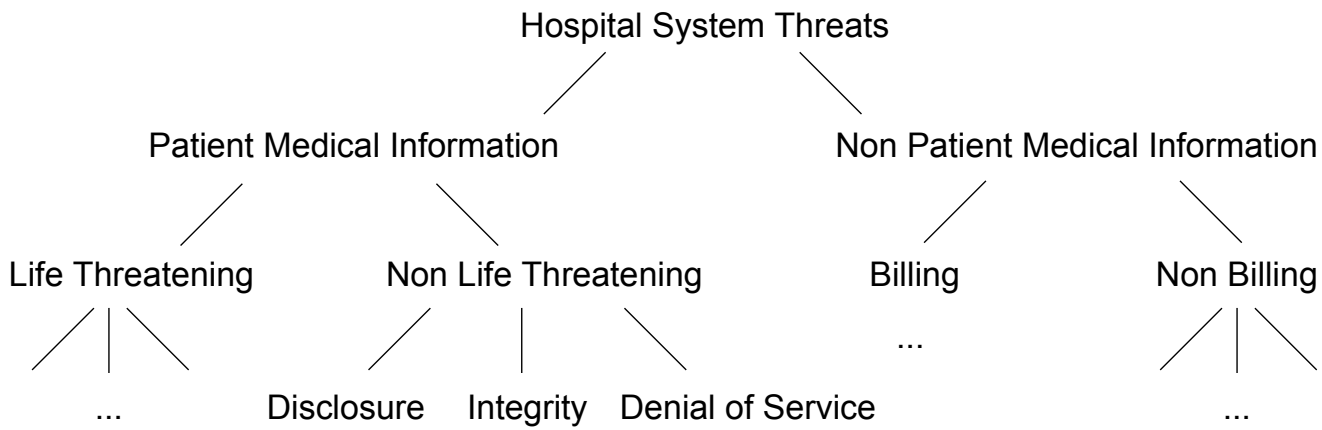 Hospital System Threats
Patient Medical Information Non Patient Medical Information
Life Threatening Non Life Threatening Billing Non Billing
...
... Disclosure Integrity Denial of Service ...